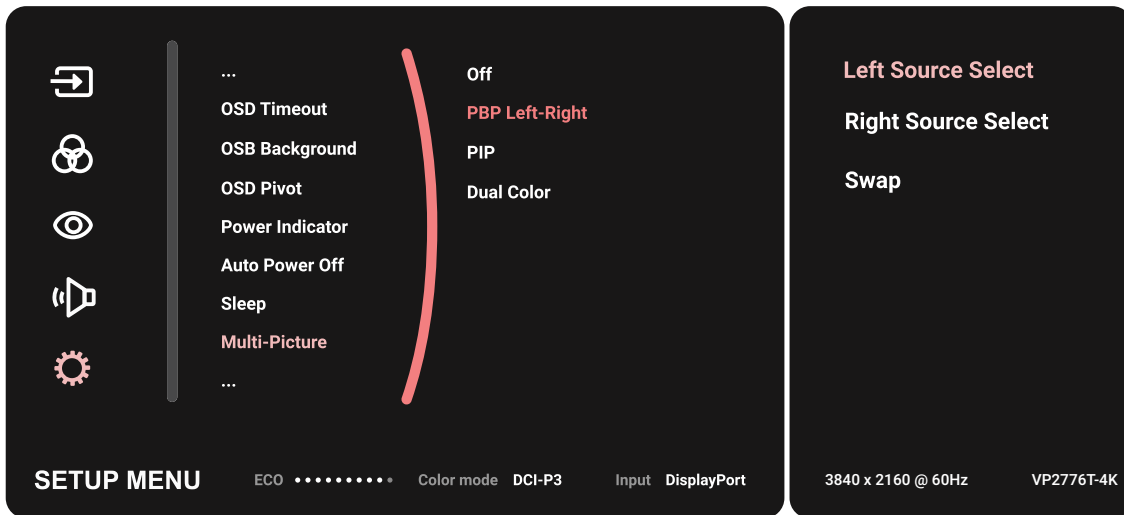 ...
OSD Timeout
OSB Background
OSD Pivot
Power Indicator
Auto Power Off
Sleep
Multi-Picture
...
Off
PBP Left-Right
PIP
Dual Color
Left Source Select
Right Source Select
Swap
SETUP MENU ECO Color mode DCI-P3 Input DisplayPort 3840 x 2160 @ 60Hz VP2776T-4K